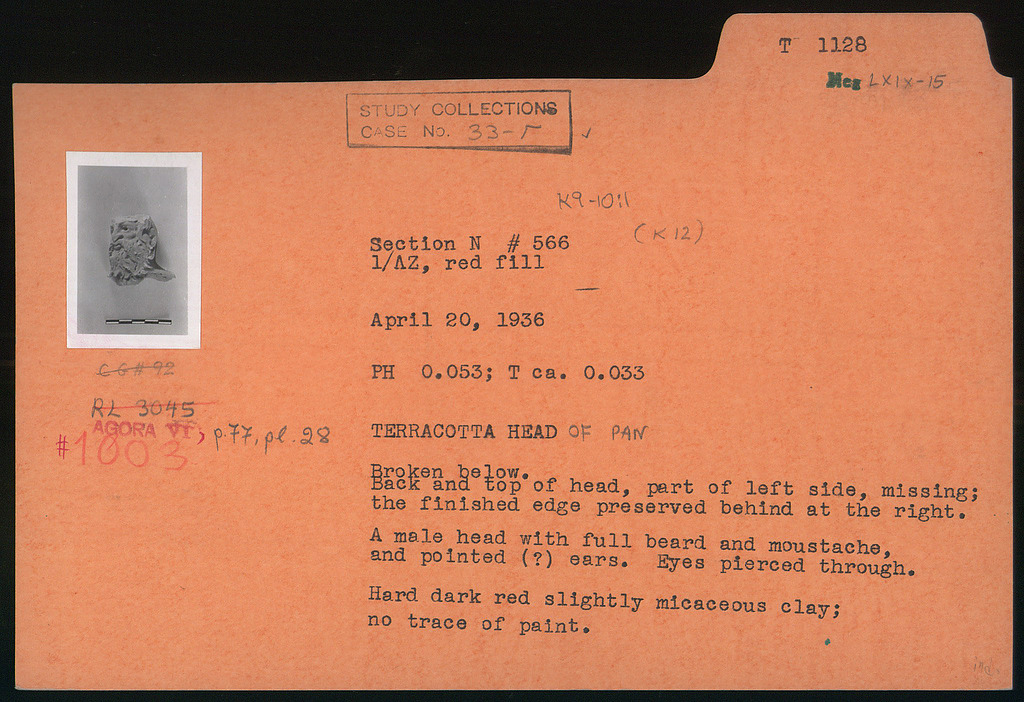 T 1128
Neg LXIX-15
STUDY COLLECTIONS
CASE No. 33-5
K9-10:1
(K 12)
Section N # 566
1/ΛΖ, red fill
April 20, 1936
PH 0.053; T ca. 0.033
C G # 92
RL 3045
AGORA VI, p.77, pl. 28
#1003
TERRACOTTA HEAD OF PAN
Broken below.
Back and top of head, part of left side, missing;
the finished edge preserved behind at the right.
A male head with full beard and moustache,
and pointed (?) ears. Eyes pierced through.
Hard dark red slightly micaceous clay;
no trace of paint.